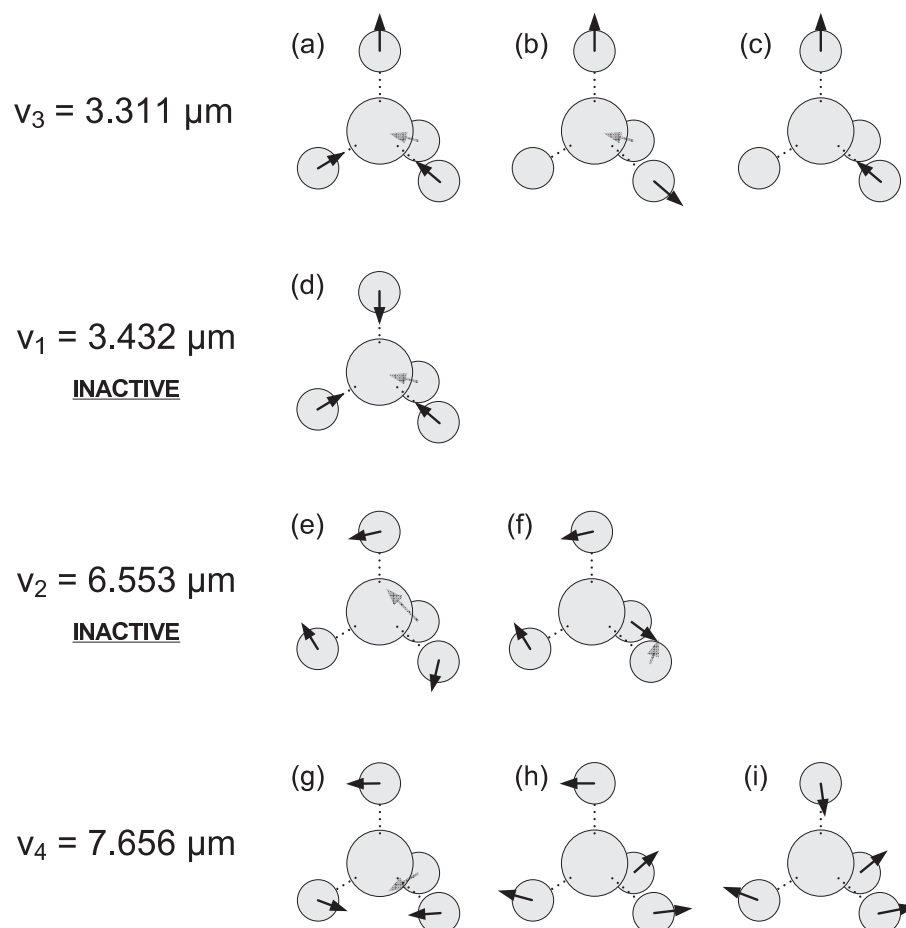 (a) (b) (c)
v₃ = 3.311 µm
(d)
v₁ = 3.432 µm
INACTIVE
(e) (f)
v₂ = 6.553 µm
INACTIVE
(g) (h) (i)
v₄ = 7.656 µm